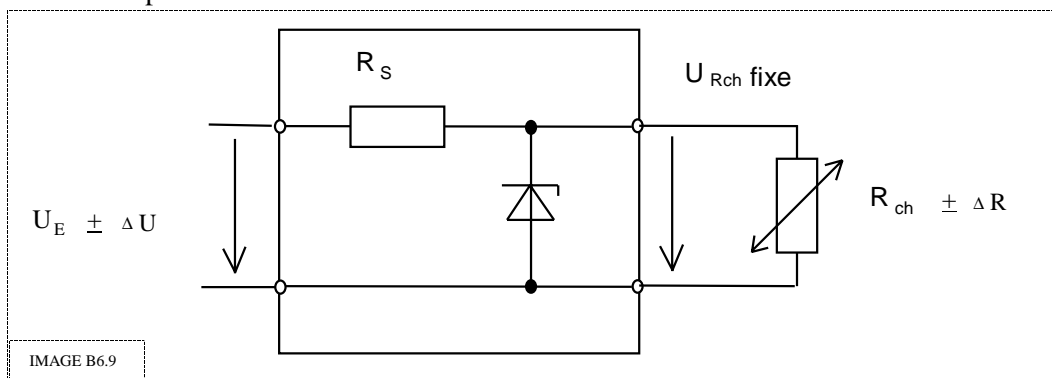 R S
U Rch fixe
U E ± Δ U
R ch ± Δ R
IMAGE B6.9